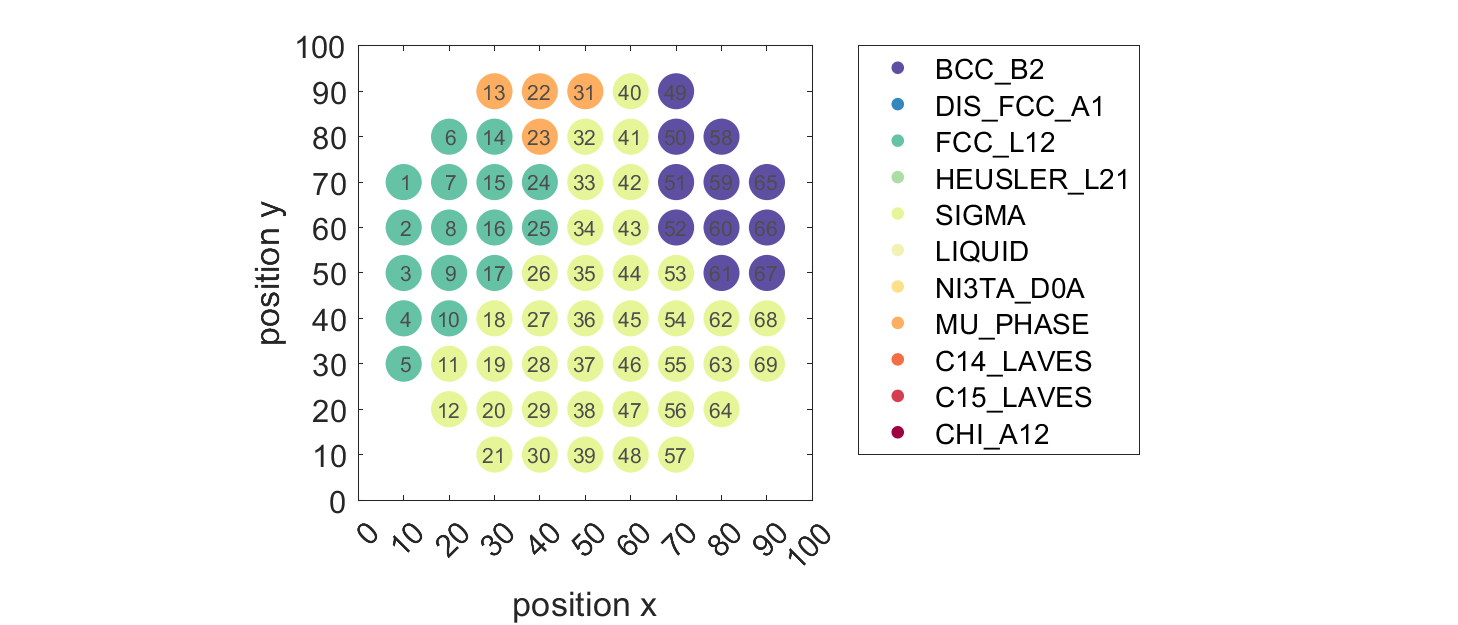 100
90
80
70
60
50
40
30
20
10
0
position y
13 22 31 40 49
6 14 23 32 41 50 58
1 7 15 24 33 42 51 59 65
2 8 16 25 34 43 52 60 66
3 9 17 26 35 44 53 61 67
4 10 18 27 36 45 54 62 68
5 11 19 28 37 46 55 63 69
12 20 29 38 47 56 64
21 30 39 48 57
0 10 20 30 40 50 60 70 80 90 100
position x
BCC_B2
DIS_FCC_A1
FCC_L12
HEUSLER_L21
SIGMA
LIQUID
NI3TA_D0A
MU_PHASE
C14_LAVES
C15_LAVES
CHI_A12